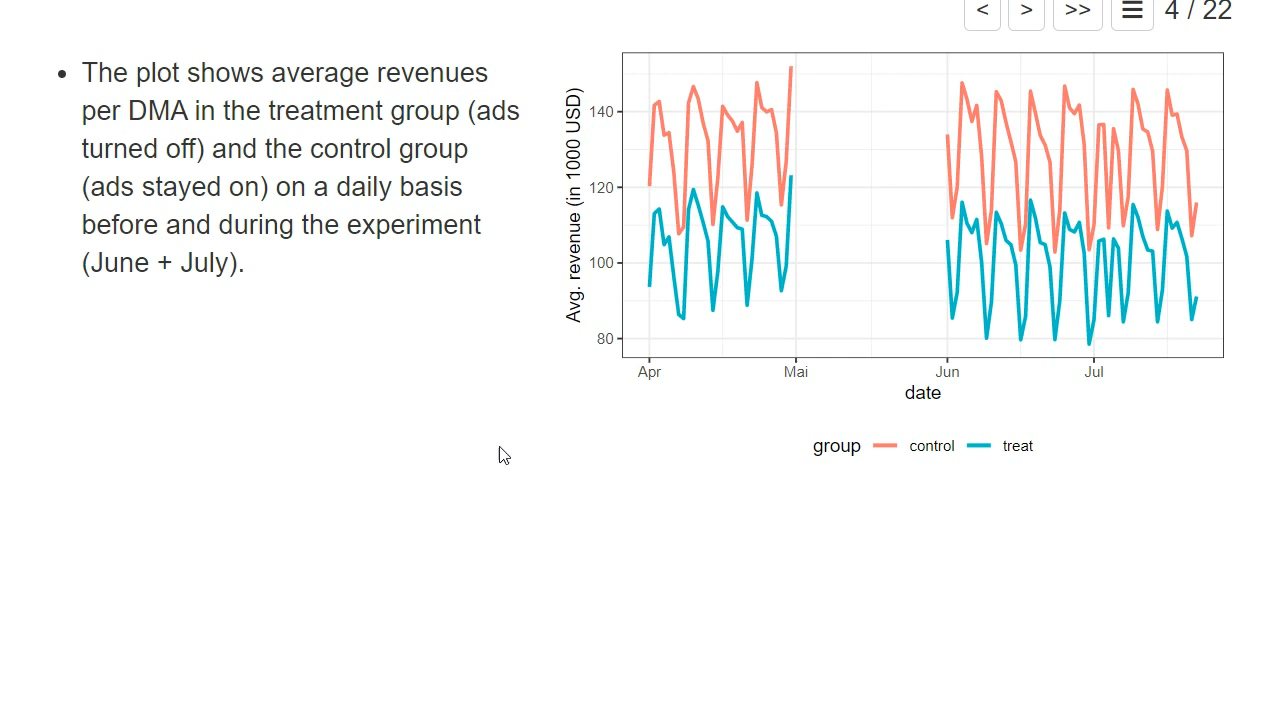 < > >> ☰ 4 / 22
• The plot shows average revenues
per DMA in the treatment group (ads
turned off) and the control group
(ads stayed on) on a daily basis
before and during the experiment
(June + July).
Avg. revenue (in 1000 USD)
140
120
100
80
Apr Mai Jun Jul
date
group control treat